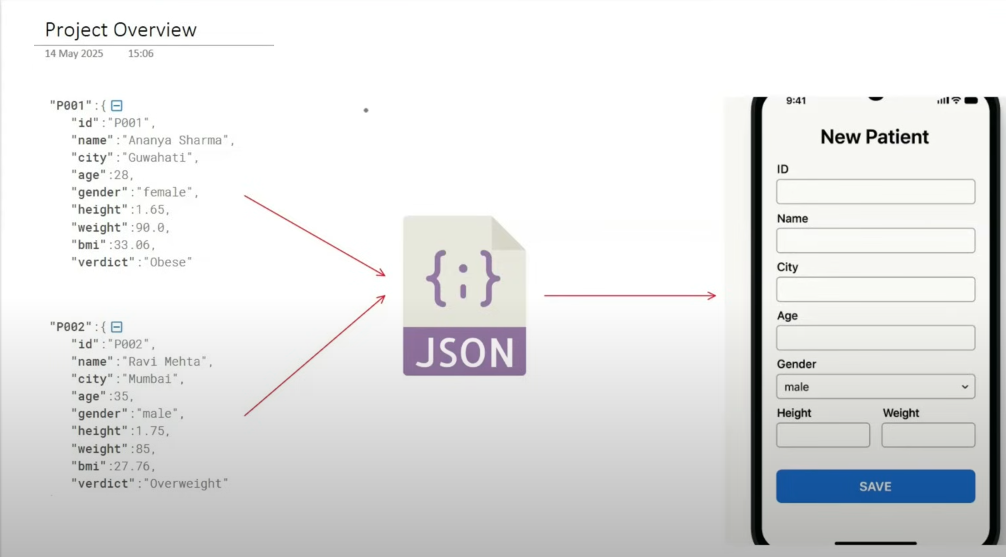 Project Overview
14 May 2025 15:06
"P001":{
"id":"P001",
"name":"Ananya Sharma",
"city":"Guwahati",
"age":28,
"gender":"female",
"height":1.65,
"weight":90.0,
"bmi":33.06,
"verdict":"Obese"
"P002":{
"id":"P002",
"name":"Ravi Mehta",
"city":"Mumbai",
"age":35,
"gender":"male",
"height":1.75,
"weight":85,
"bmi":27.76,
"verdict":"Overweight"
{;}
JSON
9:41
New Patient
ID
Name
City
Age
Gender
male
Height Weight
SAVE